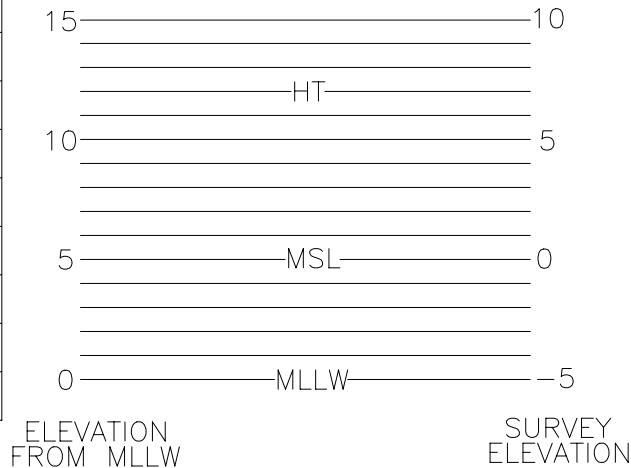 15 10
HT
10 5
5 MSL 0
0 MLLW -5
ELEVATION SURVEY
FROM MLLW ELEVATION